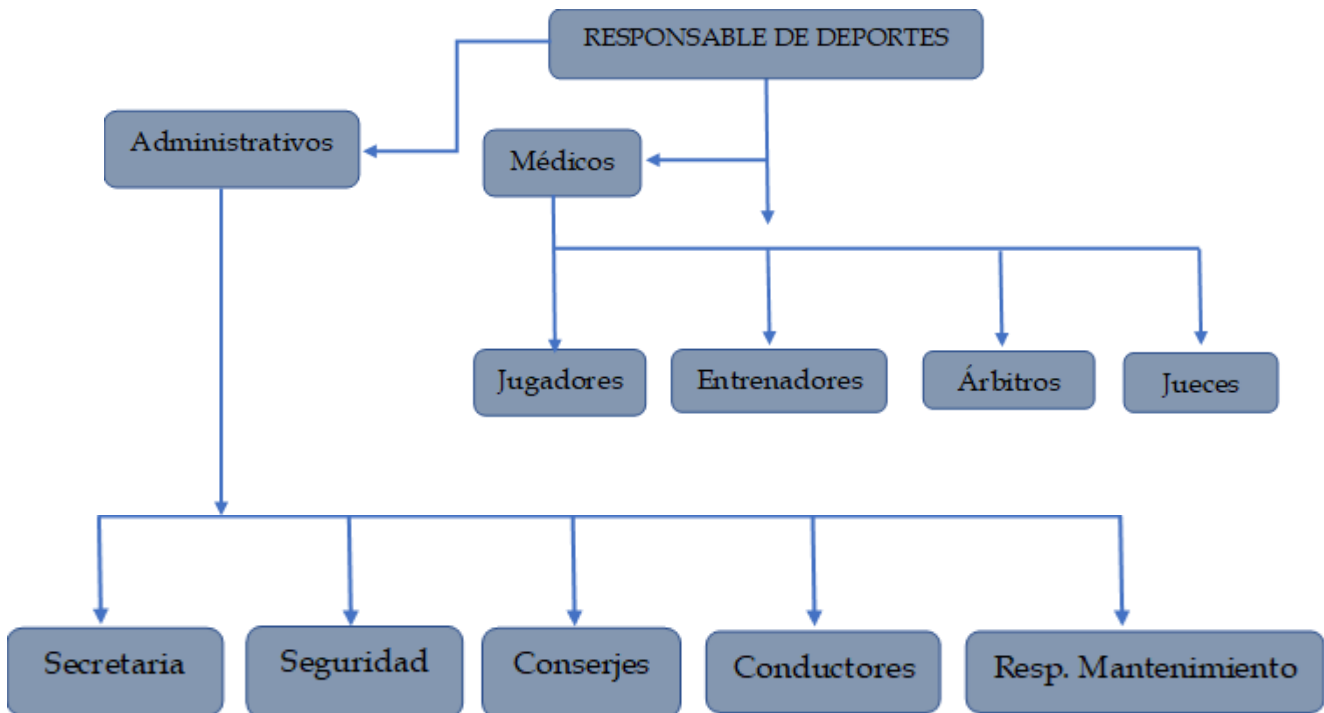 RESPONSABLE DE DEPORTES
Administrativos
Médicos
Jugadores
Entrenadores
Árbitros
Jueces
Secretaria
Seguridad
Conserjes
Conductores
Resp. Mantenimiento